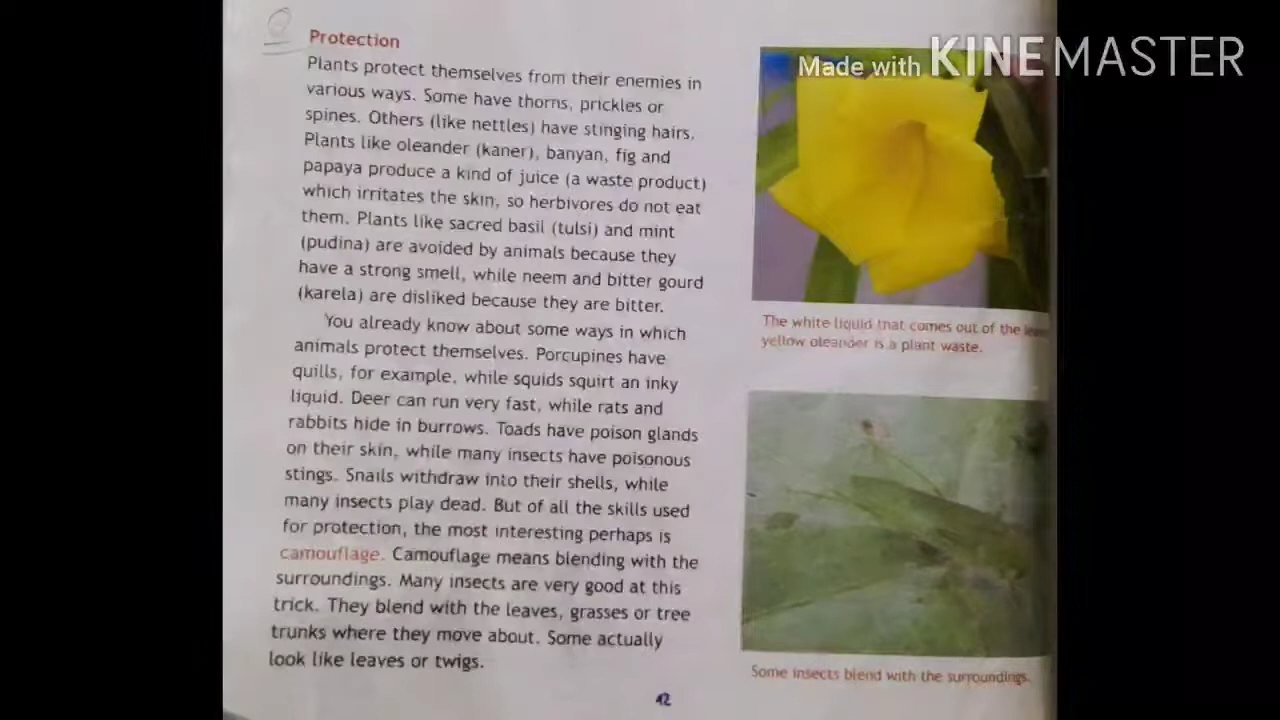 Protection
Plants protect themselves from their enemies in
various ways. Some have thorns, prickles or
spines. Others (like nettles) have stinging hairs.
Plants like oleander (kaner), banyan, fig and
papaya produce a kind of juice (a waste product)
which irritates the skin, so herbivores do not eat
them. Plants like sacred basil (tulsi) and mint
(pudina) are avoided by animals because they
have a strong smell, while neem and bitter gourd
(karela) are disliked because they are bitter.
You already know about some ways in which
animals protect themselves. Porcupines have
quills, for example, while squids squirt an inky
liquid. Deer can run very fast, while rats and
rabbits hide in burrows. Toads have poison glands
on their skin, while many insects have poisonous
stings. Snails withdraw into their shells, while
many insects play dead. But of all the skills used
for protection, the most interesting perhaps is
camouflage. Camouflage means blending with the
surroundings. Many insects are very good at this
trick. They blend with the leaves, grasses or tree
trunks where they move about. Some actually
look like leaves or twigs.
42
Made with KINEMASTER
The white liquid that comes out of the
yellow oleander is a plant waste.
Some insects blend with the surroundings.